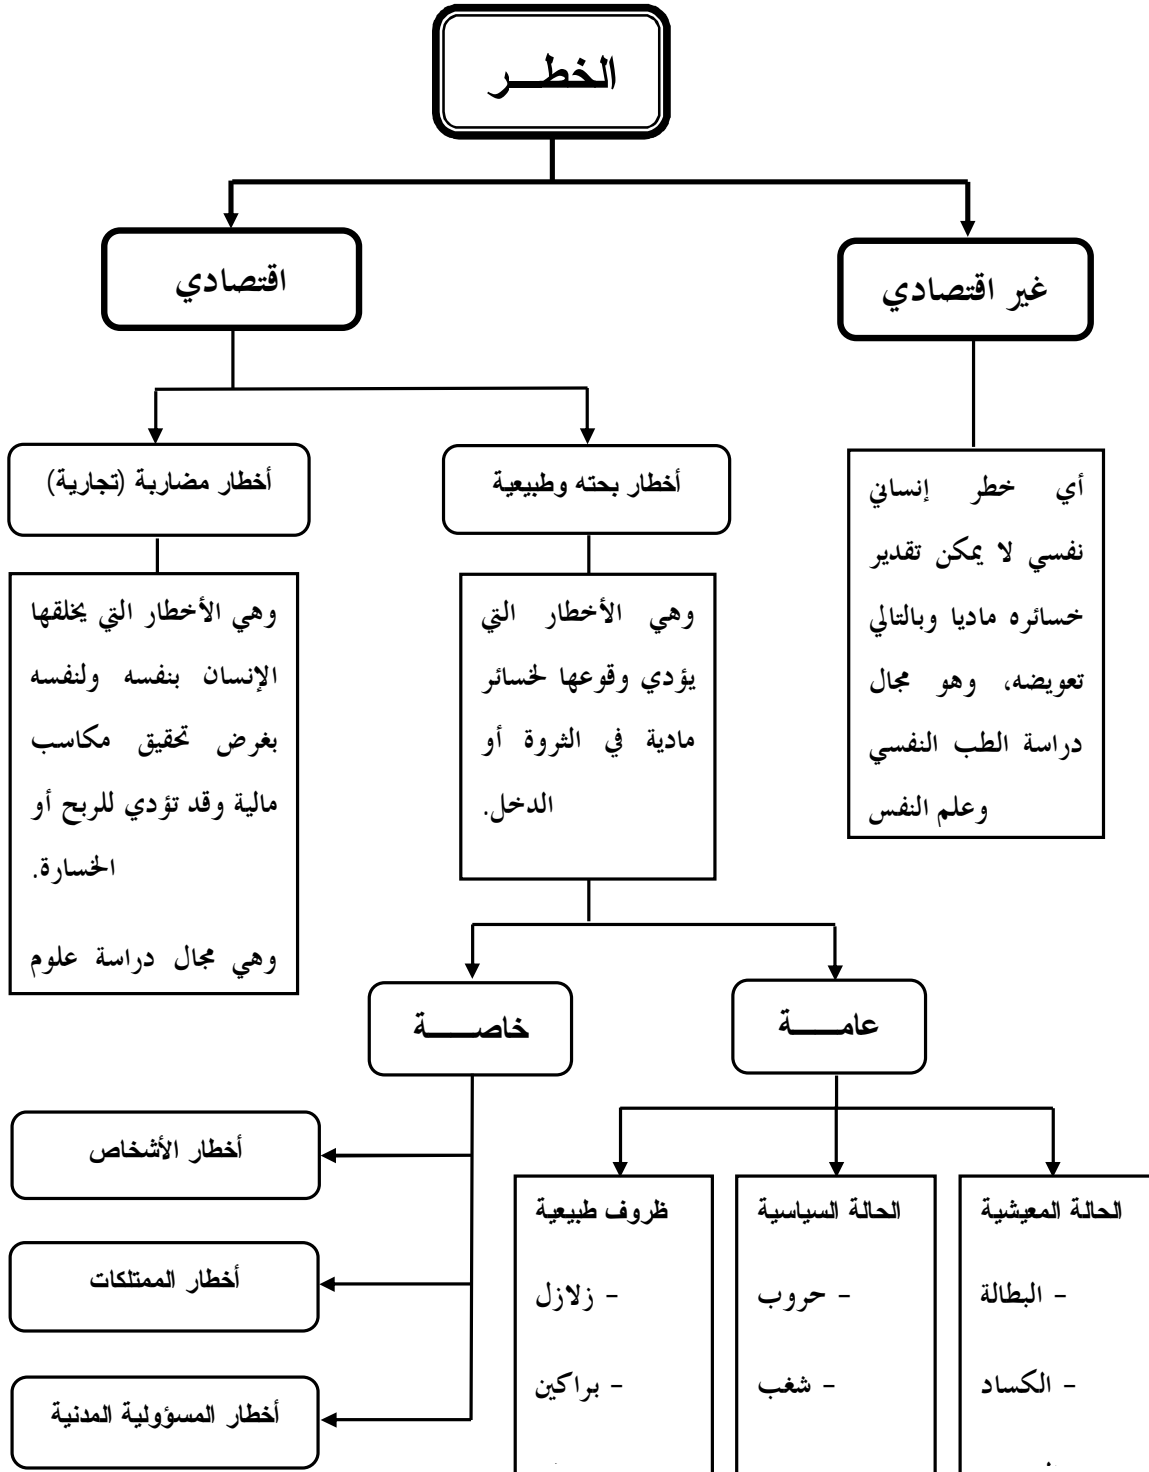 الخطــر
غير اقتصادي
اقتصادي
أي خطر إنساني
نفسي لا يمكن تقدير
خسائره ماديا وبالتالي
تعويضه، وهو مجال
دراسة الطب النفسي
وعلم النفس
أخطار بحته وطبيعية
أخطار مضاربة (تجارية)
وهي الأخطار التي
يؤدي وقوعها لخسائر
مادية في الثروة أو
الدخل.
وهي الأخطار التي يخلقها
الإنسان بنفسه ولنفسه
بغرض تحقيق مكاسب
مالية وقد تؤدي للربح أو
الخسارة.
وهي مجال دراسة علوم
عامــــة
خاصــــة
الحالة المعيشية
- البطالة
- الكساد
الحالة السياسية
- حروب
- شغب
ظروف طبيعية
- زلازل
- براكين
أخطار الأشخاص
أخطار الممتلكات
أخطار المسؤولية المدنية